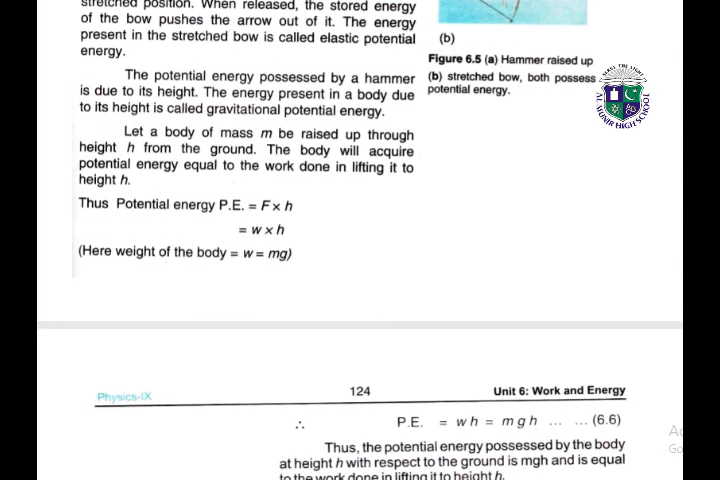 stretched position. When released, the stored energy
of the bow pushes the arrow out of it. The energy
present in the stretched bow is called elastic potential
energy.
The potential energy possessed by a hammer
is due to its height. The energy present in a body due
to its height is called gravitational potential energy.
Let a body of mass m be raised up through
height h from the ground. The body will acquire
potential energy equal to the work done in lifting it to
height h.
Thus Potential energy P.E. = F x h
= w x h
(Here weight of the body = w = mg)
(b)
Figure 6.5 (a) Hammer raised up
(b) stretched bow, both possess
potential energy.
AL MUNIR HIGH SCHOOL
Physics-IX 124 Unit 6: Work and Energy
∴ P.E. = w h = m g h ... ... (6.6)
Thus, the potential energy possessed by the body
at height h with respect to the ground is mgh and is equal
to the work done in lifting it to height h.